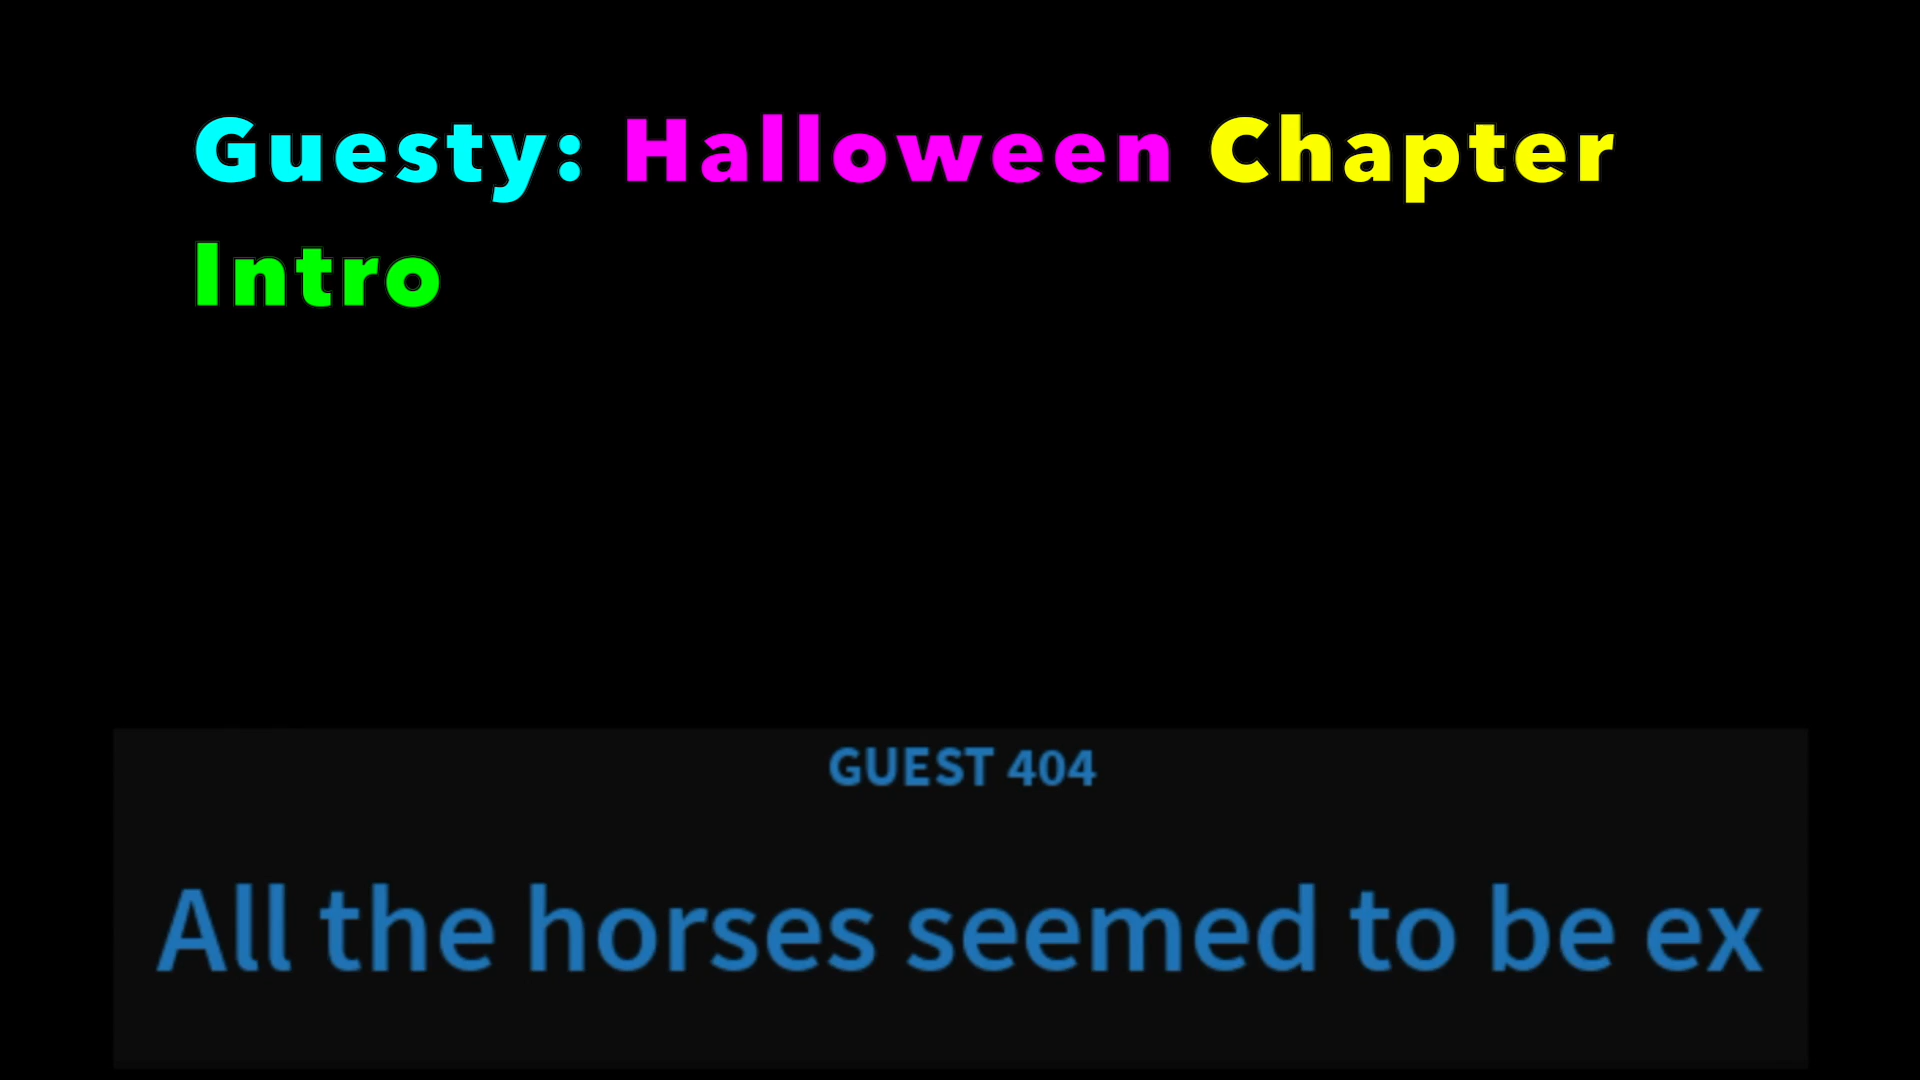 Guesty: Halloween Chapter
Intro
GUEST 404
All the horses seemed to be ex